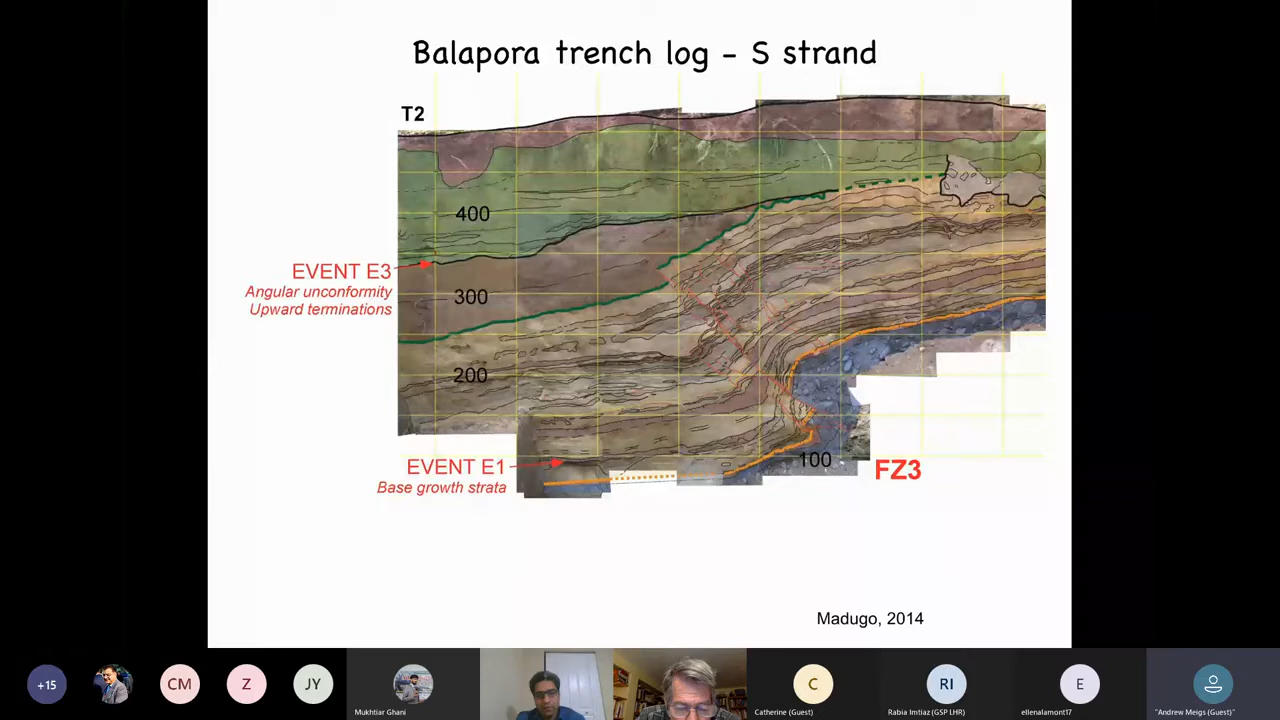 Balapora trench log – S strand
T2
400
EVENT E3
Angular unconformity
Upward terminations
300
200
EVENT E1
Base growth strata
100
FZ3
Madugo, 2014
+15
CM
Z
JY
Mukhtiar Ghani
C
Catherine (Guest)
RI
Rabia Imtiaz (GSP LHR)
E
ellenalamont17
"Andrew Meigs (Guest)"